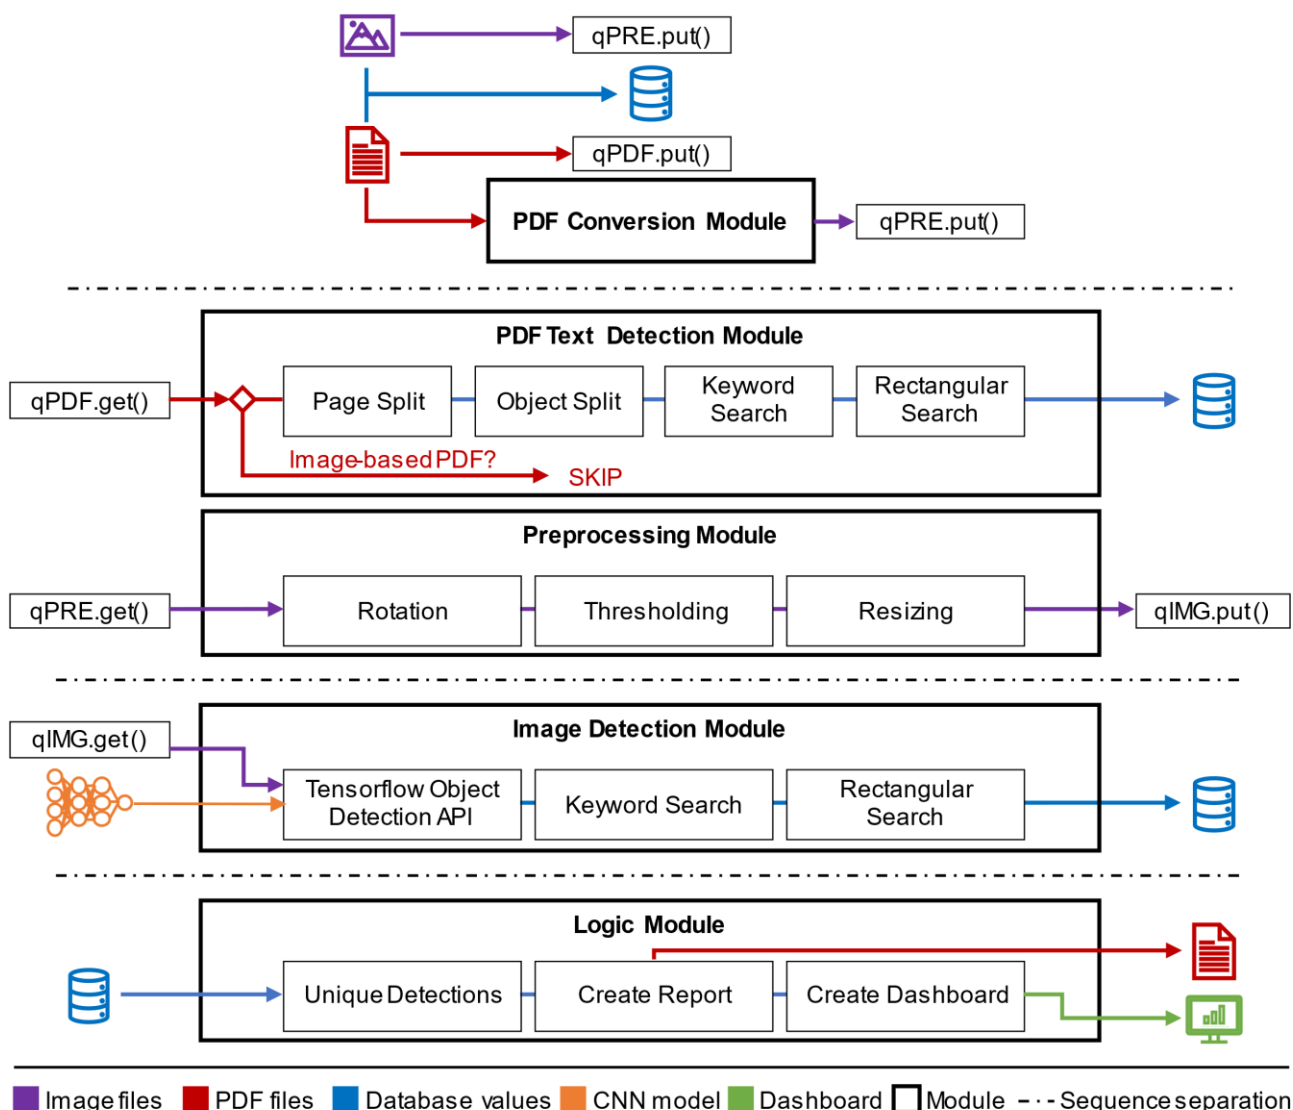 qPRE.put()
qPDF.put()
PDF Conversion Module
qPRE.put()
PDF Text Detection Module
qPDF.get()
Page Split
Object Split
Keyword
Search
Rectangular
Search
Image-based PDF?
SKIP
Preprocessing Module
qPRE.get()
Rotation
Thresholding
Resizing
qIMG.put()
Image Detection Module
qIMG.get()
Tensorflow Object
Detection API
Keyword Search
Rectangular
Search
Logic Module
Unique Detections
Create Report
Create Dashboard
Image files PDF files Database values CNN model Dashboard Module Sequence separation